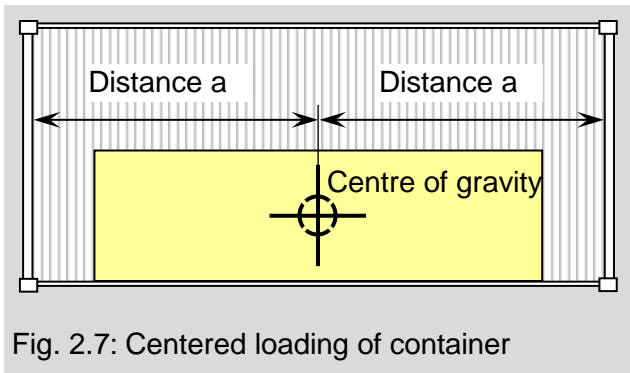 Distance a Distance a
Centre of gravity
Fig. 2.7: Centered loading of container